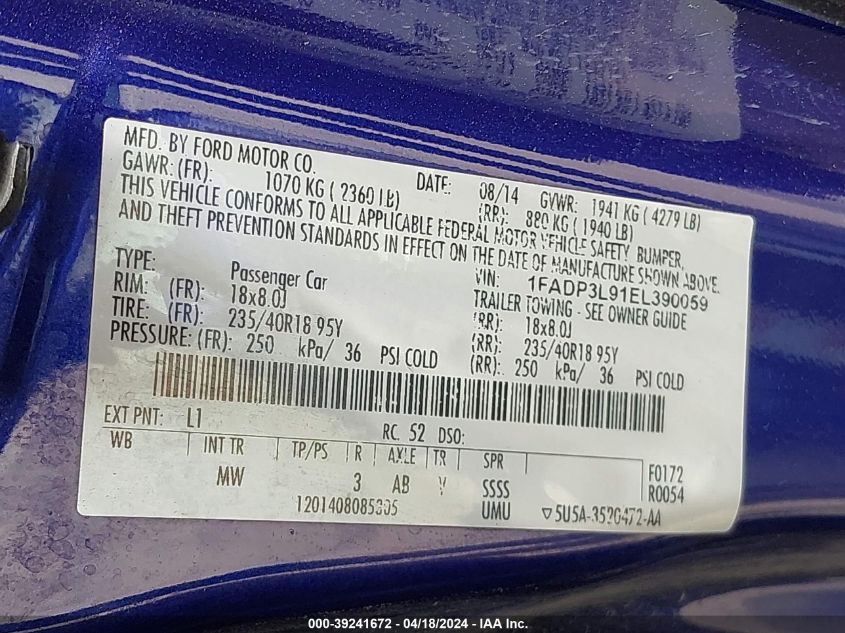 MFD. BY FORD MOTOR CO. DATE: 08/14 GVWR: 1941 KG ( 4279 LB)
GAWR: (FR): 1070 KG ( 2360 LB) (RR): 880 KG ( 1940 LB)
THIS VEHICLE CONFORMS TO ALL APPLICABLE FEDERAL MOTOR VEHICLE SAFETY, BUMPER,
AND THEFT PREVENTION STANDARDS IN EFFECT ON THE DATE OF MANUFACTURE SHOWN ABOVE.
VIN: 1FADP3L91EL390059
TYPE: Passenger Car TRAILER TOWING - SEE OWNER GUIDE
RIM: (FR): 18x8.0J (RR): 18x8.0J
TIRE: (FR): 235/40R18 95Y (RR): 235/40R18 95Y
PRESSURE: (FR): 250 kPa/ 36 PSI COLD (RR): 250 kPa/ 36 PSI COLD
EXT PNT: L1 RC: 52 DSO:
WB INT TR TP/PS R AXLE TR SPR F0172
MW 3 AB V SSSS R0054
1201408085305 UMU ▽5U5A-3520472-AA
000-39241672 - 04/18/2024 - IAA Inc.